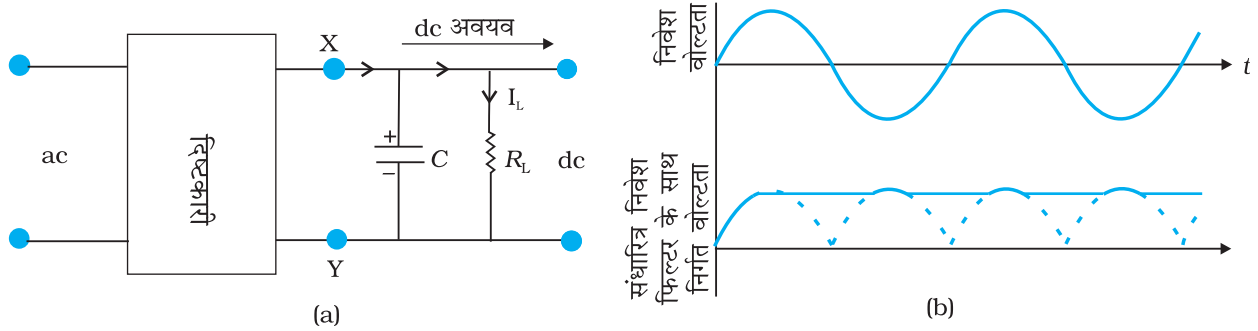 dc अवयव
X
ac
दिष्टकारी
I_L
+
−
C
R_L
dc
Y
(a)
निवेश
वोल्टता
t
संधारित्र निवेश
फिल्टर के साथ
निर्गत वोल्टता
(b)